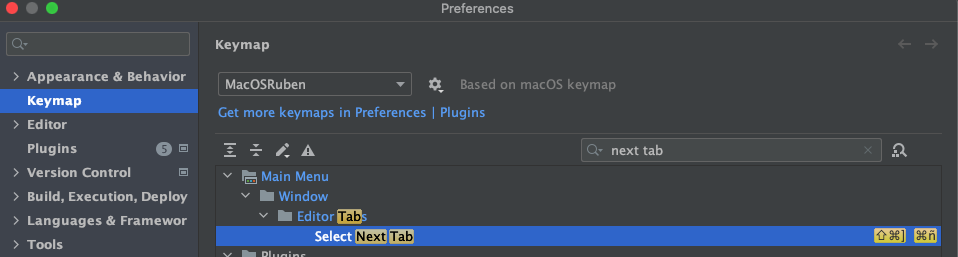 Preferences
Keymap
Appearance & Behavior
Keymap
Editor
Plugins 5
Version Control
Build, Execution, Deploy
Languages & Framewor
Tools
MacOSRuben
Based on macOS keymap
Get more keymaps in Preferences | Plugins
next tab
Main Menu
Window
Editor Tabs
Select Next Tab ⇧⌘] ⌘ñ
Plugins